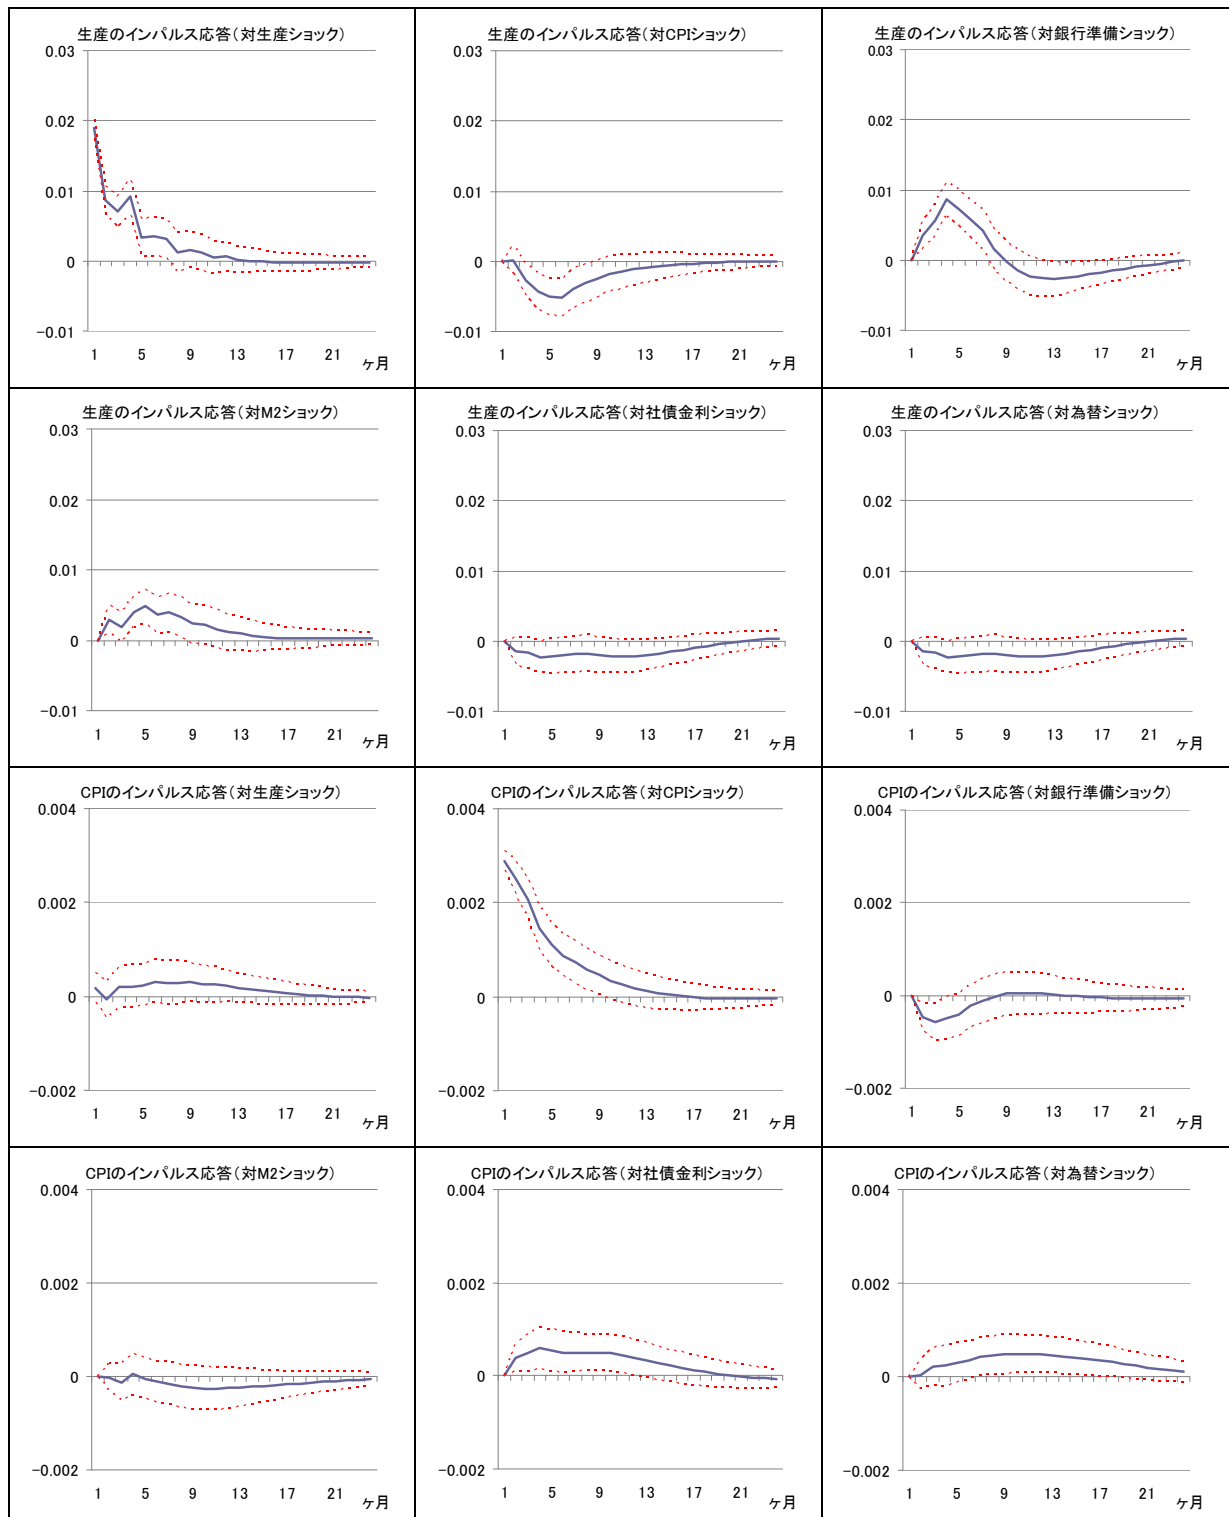 生産のインパルス応答（対生産ショック）
0.03
0.02
0.01
0
−0.01
1 5 9 13 17 21
ヶ月
生産のインパルス応答（対CPIショック）
0.03
0.02
0.01
0
−0.01
1 5 9 13 17 21
ヶ月
生産のインパルス応答（対銀行準備ショック）
0.03
0.02
0.01
0
−0.01
1 5 9 13 17 21
ヶ月
生産のインパルス応答（対M2ショック）
0.03
0.02
0.01
0
−0.01
1 5 9 13 17 21
ヶ月
生産のインパルス応答（対社債金利ショック）
0.03
0.02
0.01
0
−0.01
1 5 9 13 17 21
ヶ月
生産のインパルス応答（対為替ショック）
0.03
0.02
0.01
0
−0.01
1 5 9 13 17 21
ヶ月
CPIのインパルス応答（対生産ショック）
0.004
0.002
0
−0.002
1 5 9 13 17 21
ヶ月
CPIのインパルス応答（対CPIショック）
0.004
0.002
0
−0.002
1 5 9 13 17 21
ヶ月
CPIのインパルス応答（対銀行準備ショック）
0.004
0.002
0
−0.002
1 5 9 13 17 21
ヶ月
CPIのインパルス応答（対M2ショック）
0.004
0.002
0
−0.002
1 5 9 13 17 21
ヶ月
CPIのインパルス応答（対社債金利ショック）
0.004
0.002
0
−0.002
1 5 9 13 17 21
ヶ月
CPIのインパルス応答（対為替ショック）
0.004
0.002
0
−0.002
1 5 9 13 17 21
ヶ月